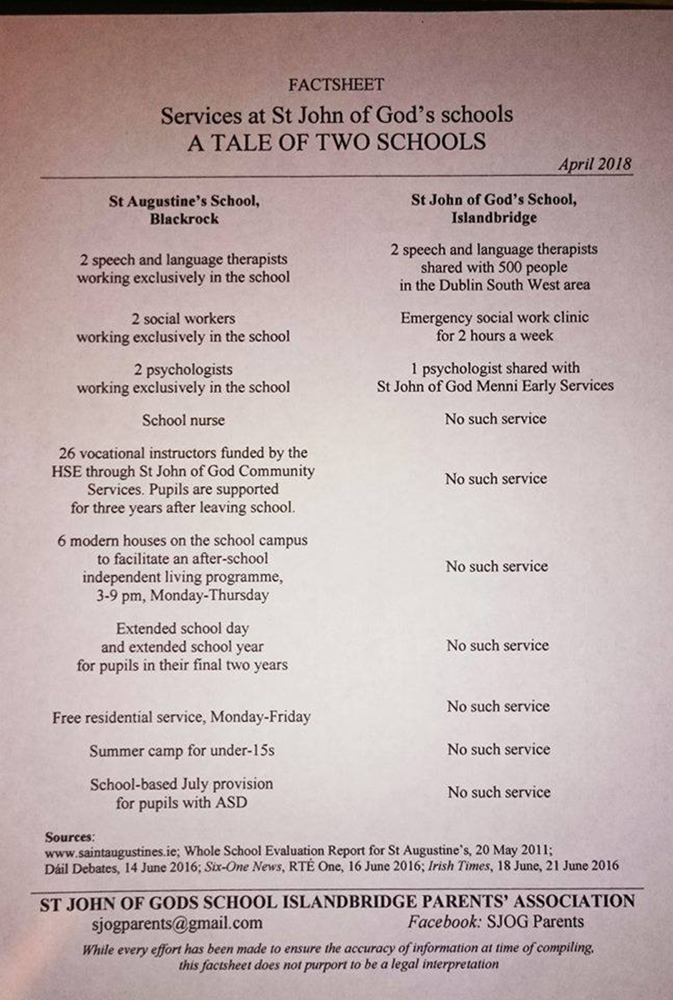 FACTSHEET
Services at St John of God's schools
A TALE OF TWO SCHOOLS
April 2018
St Augustine's School,
Blackrock
St John of God's School,
Islandbridge
2 speech and language therapists
working exclusively in the school
2 speech and language therapists
shared with 500 people
in the Dublin South West area
2 social workers
working exclusively in the school
Emergency social work clinic
for 2 hours a week
2 psychologists
working exclusively in the school
1 psychologist shared with
St John of God Menni Early Services
School nurse
No such service
26 vocational instructors funded by the
HSE through St John of God Community
Services. Pupils are supported
for three years after leaving school.
No such service
6 modern houses on the school campus
to facilitate an after-school
independent living programme,
3-9 pm, Monday-Thursday
No such service
Extended school day
and extended school year
for pupils in their final two years
No such service
Free residential service, Monday-Friday
No such service
Summer camp for under-15s
No such service
School-based July provision
for pupils with ASD
No such service
Sources:
www.saintaugustines.ie; Whole School Evaluation Report for St Augustine's, 20 May 2011;
Dáil Debates, 14 June 2016; Six-One News, RTÉ One, 16 June 2016; Irish Times, 18 June, 21 June 2016
ST JOHN OF GODS SCHOOL ISLANDBRIDGE PARENTS' ASSOCIATION
sjogparents@gmail.com
Facebook: SJOG Parents
While every effort has been made to ensure the accuracy of information at time of compiling,
this factsheet does not purport to be a legal interpretation